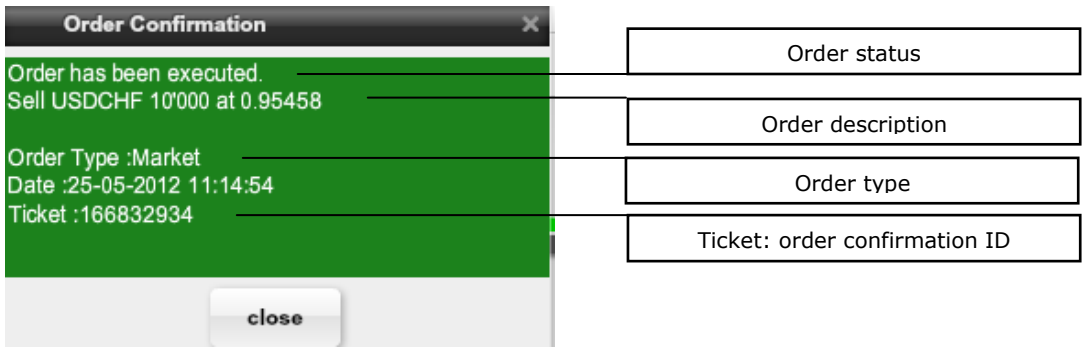 Order Confirmation ×
Order has been executed.
Sell USDCHF 10'000 at 0.95458
Order Type :Market
Date :25-05-2012 11:14:54
Ticket :166832934
close
Order status
Order description
Order type
Ticket: order confirmation ID